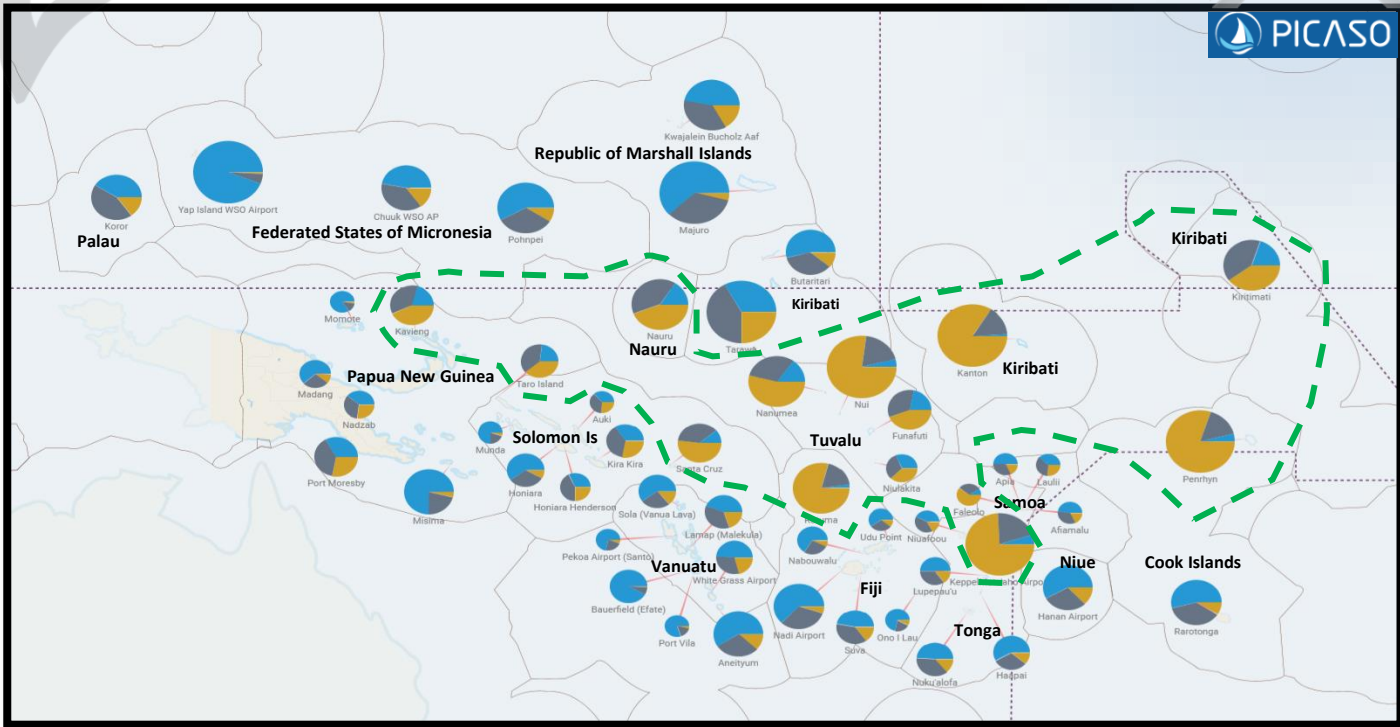 PICASO
Kwajalein Bucholz Aaf
Republic of Marshall Islands
Yap Island WSO Airport
Koror
Chuuk WSO AP
Pohnpei
Majuro
Palau
Federated States of Micronesia
Kiribati
Butaritari
Kiritimati
Momote
Kavieng
Nauru
Nauru
Tarawa
Kiribati
Kanton
Kiribati
Madang
Papua New Guinea
Taro Island
Nanumea
Nui
Nadzab
Auki
Funafuti
Munda
Solomon Is
Kira Kira
Santa Cruz
Tuvalu
Port Moresby
Honiara
Honiara Henderson
Niulakita
Apia
Laulii
Penrhyn
Misima
Sola (Vanua Lava)
Lamap (Malekula)
Udu Point
Niuafoou
Faleolo
Samoa
Afiamalu
Pekoa Airport (Santo)
Vanuatu
White Grass Airport
Nabouwalu
Fiji
Lupepau'u
Niue
Cook Islands
Bauerfield (Efate)
Hanan Airport
Port Vila
Aneityum
Nadi Airport
Suva
Ono I Lau
Tonga
Rarotonga
Nuku'alofa
Haapai